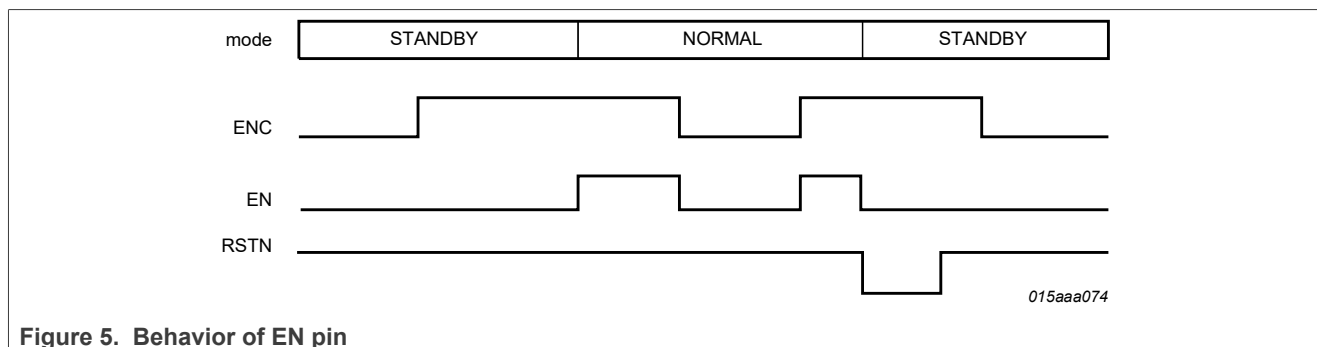 mode STANDBY NORMAL STANDBY
ENC
EN
RSTN
015aaa074
Figure 5. Behavior of EN pin